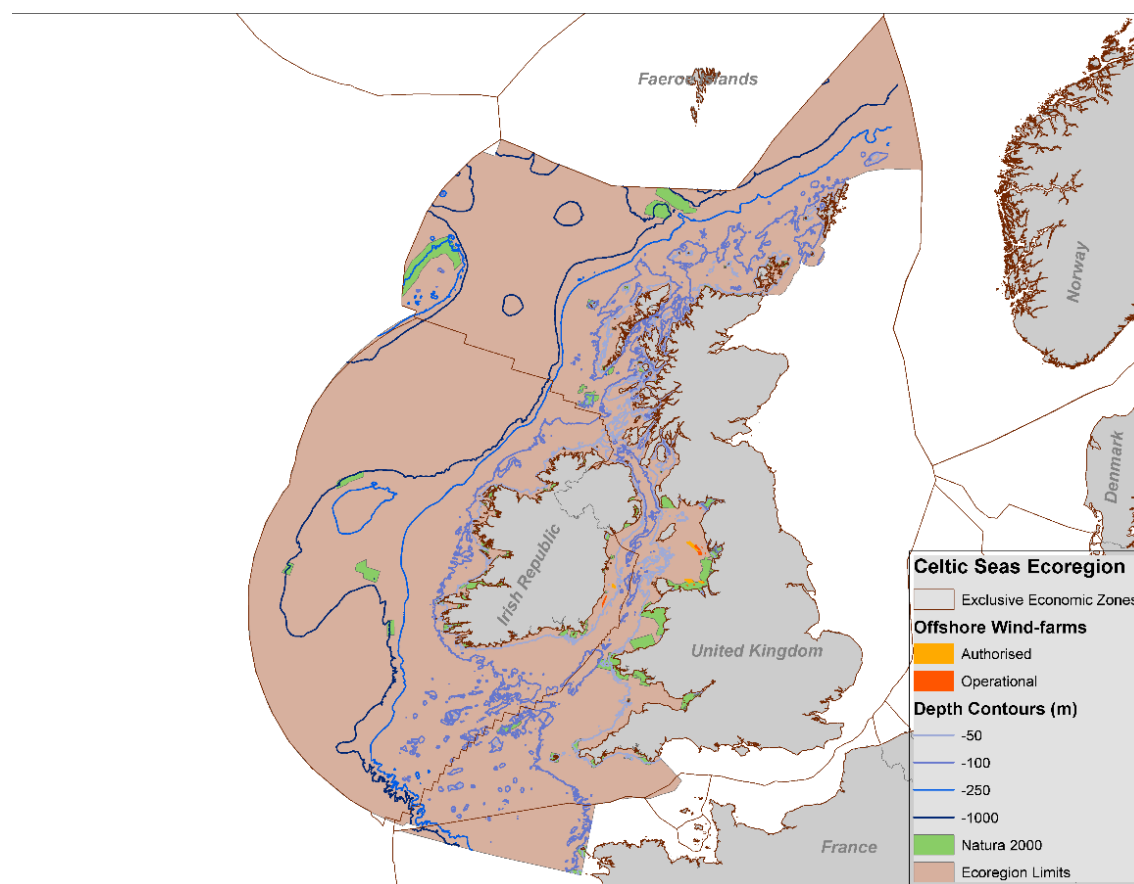 Faeroe Islands
Norway
Denmark
Irish Republic
United Kingdom
France
Celtic Seas Ecoregion
Exclusive Economic Zones
Offshore Wind-farms
Authorised
Operational
Depth Contours (m)
-50
-100
-250
-1000
Natura 2000
Ecoregion Limits